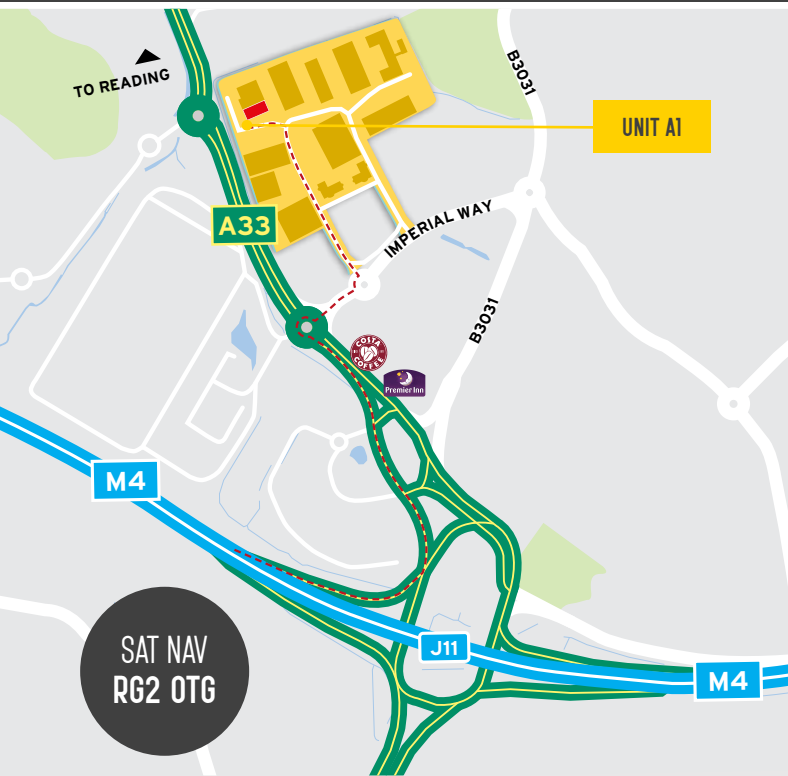 TO READING
B3031
UNIT A1
A33
IMPERIAL WAY
B3031
COSTA
COFFEE
Premier Inn
M4
J11
M4
SAT NAV
RG2 0TG